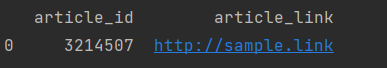 article_id article_link
0 3214507 http://sample.link